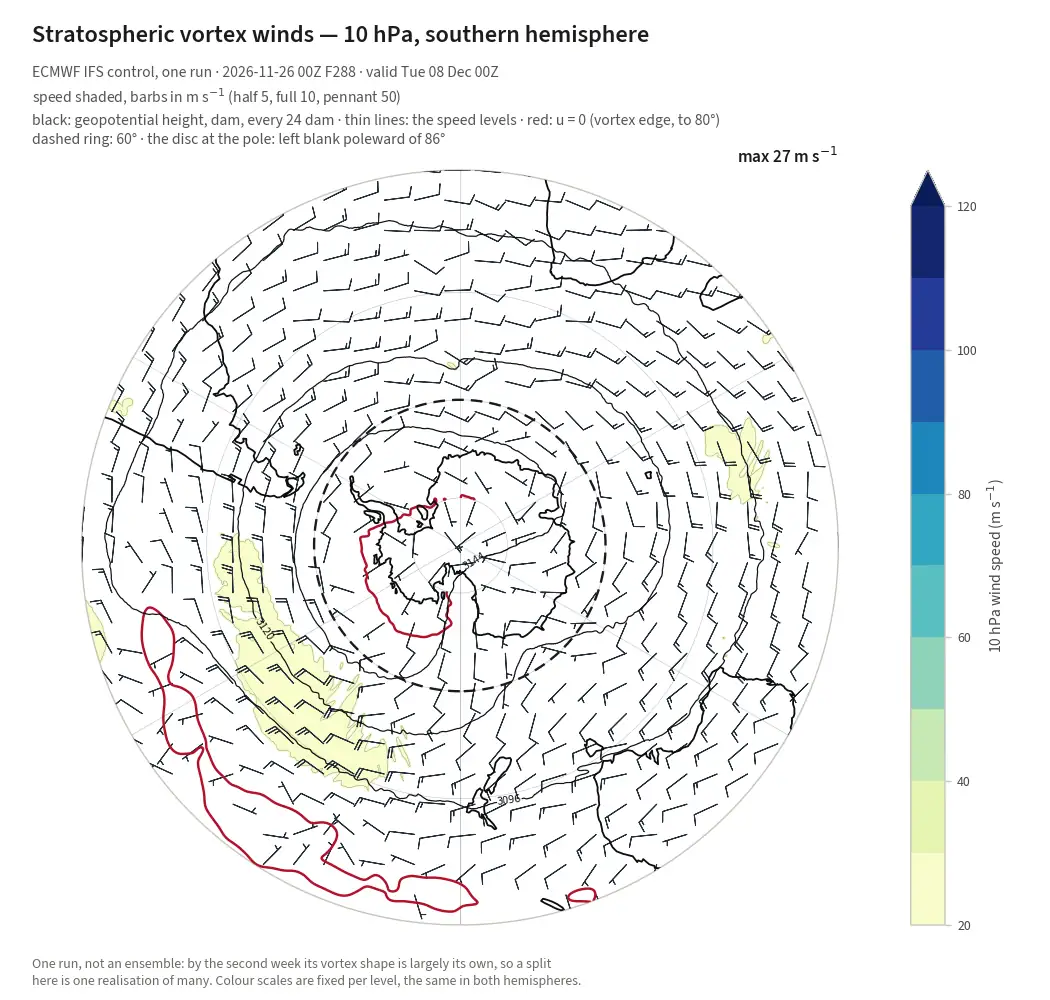 Stratospheric vortex winds — 10 hPa, southern hemisphere
ECMWF IFS control, one run · 2026-11-26 00Z F288 · valid Tue 08 Dec 00Z
speed shaded, barbs in m s⁻¹ (half 5, full 10, pennant 50)
black: geopotential height, dam, every 24 dam · thin lines: the speed levels · red: u = 0 (vortex edge, to 80°)
dashed ring: 60° · the disc at the pole: left blank poleward of 86°
max 27 m s⁻¹
120
100
80
60
40
20
10 hPa wind speed (m s⁻¹)
3144
3120
3096
One run, not an ensemble: by the second week its vortex shape is largely its own, so a split
here is one realisation of many. Colour scales are fixed per level, the same in both hemispheres.